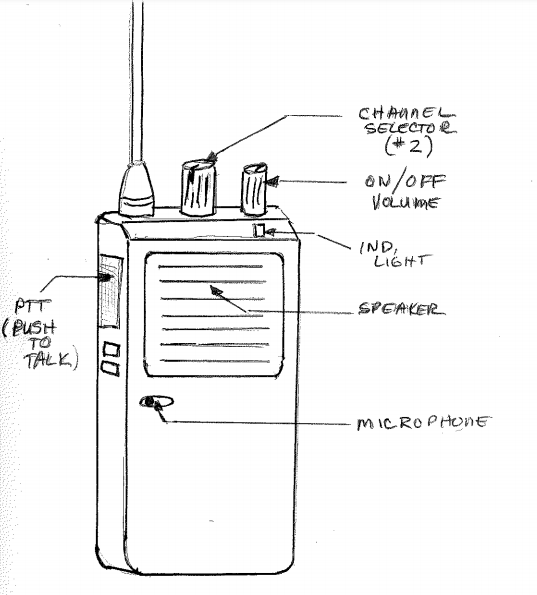 CHANNEL
SELECTOR
(#2)
ON/OFF
VOLUME
IND,
LIGHT
SPEAKER
MICROPHONE
PTT
(PUSH
TO
TALK)